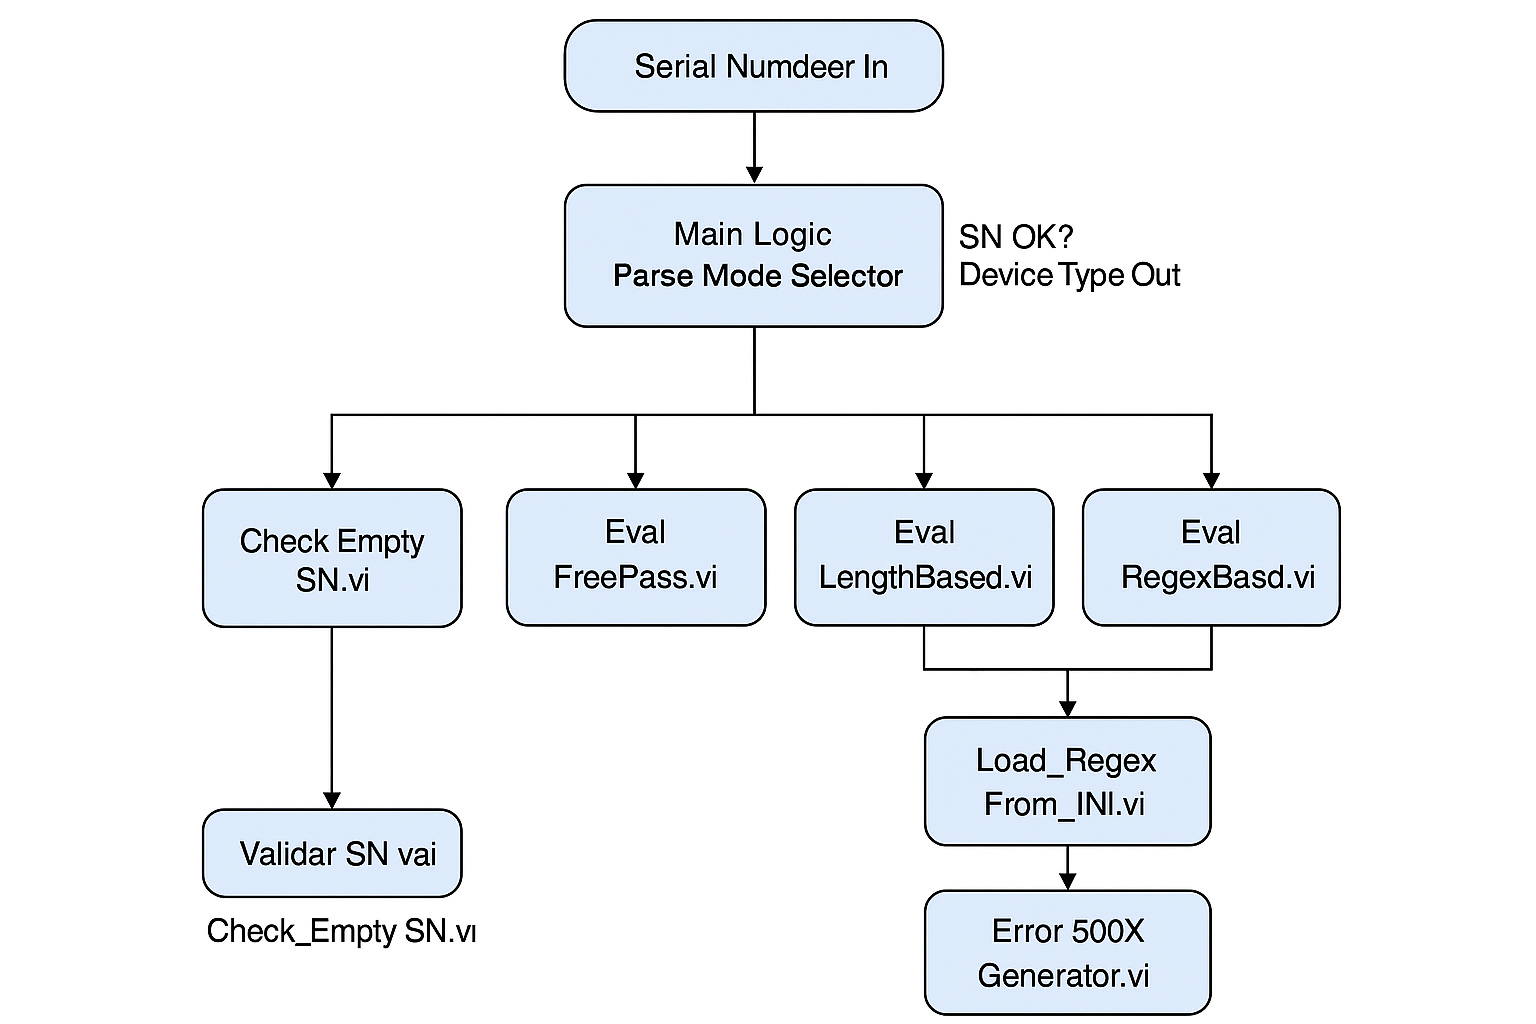 Serial Numdeer In
Main Logic
Parse Mode Selector
SN OK?
Device Type Out
Check Empty
SN.vi
Eval
FreePass.vi
Eval
LengthBased.vi
Eval
RegexBasd.vi
Load_Regex
From_INI.vi
Validar SN vai
Check_Empty SN.vı
Error 500X
Generator.vi